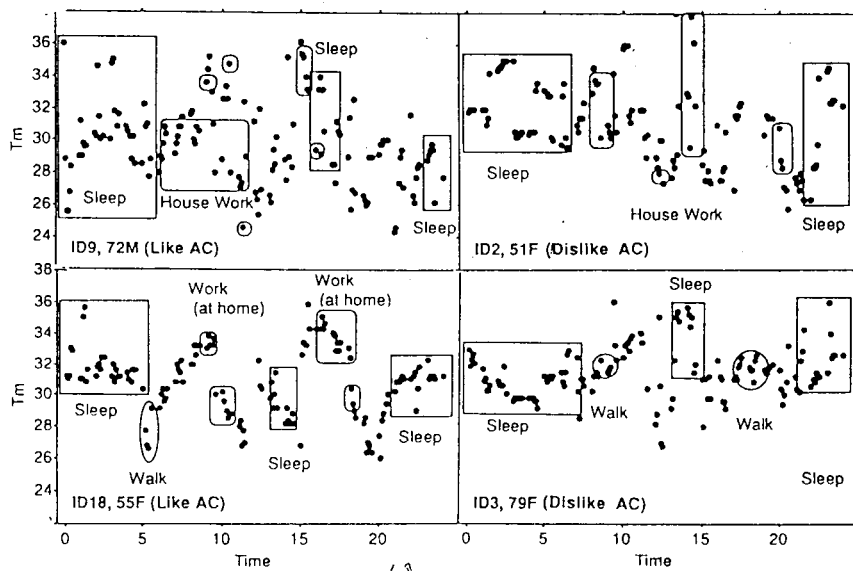 36
34
32
30
28
26
24
Tm
Sleep
House Work
Sleep
Sleep
ID9, 72M (Like AC)
Sleep
House Work
Sleep
ID2, 51F (Dislike AC)
38
36
34
32
30
28
26
24
Tm
Work
(at home)
Work
(at home)
Sleep
Walk
Sleep
Sleep
ID18, 55F (Like AC)
0 5 10 15 20
Time
Sleep
Walk
Sleep
Walk
Sleep
ID3, 79F (Dislike AC)
0 5 10 15 20
Time